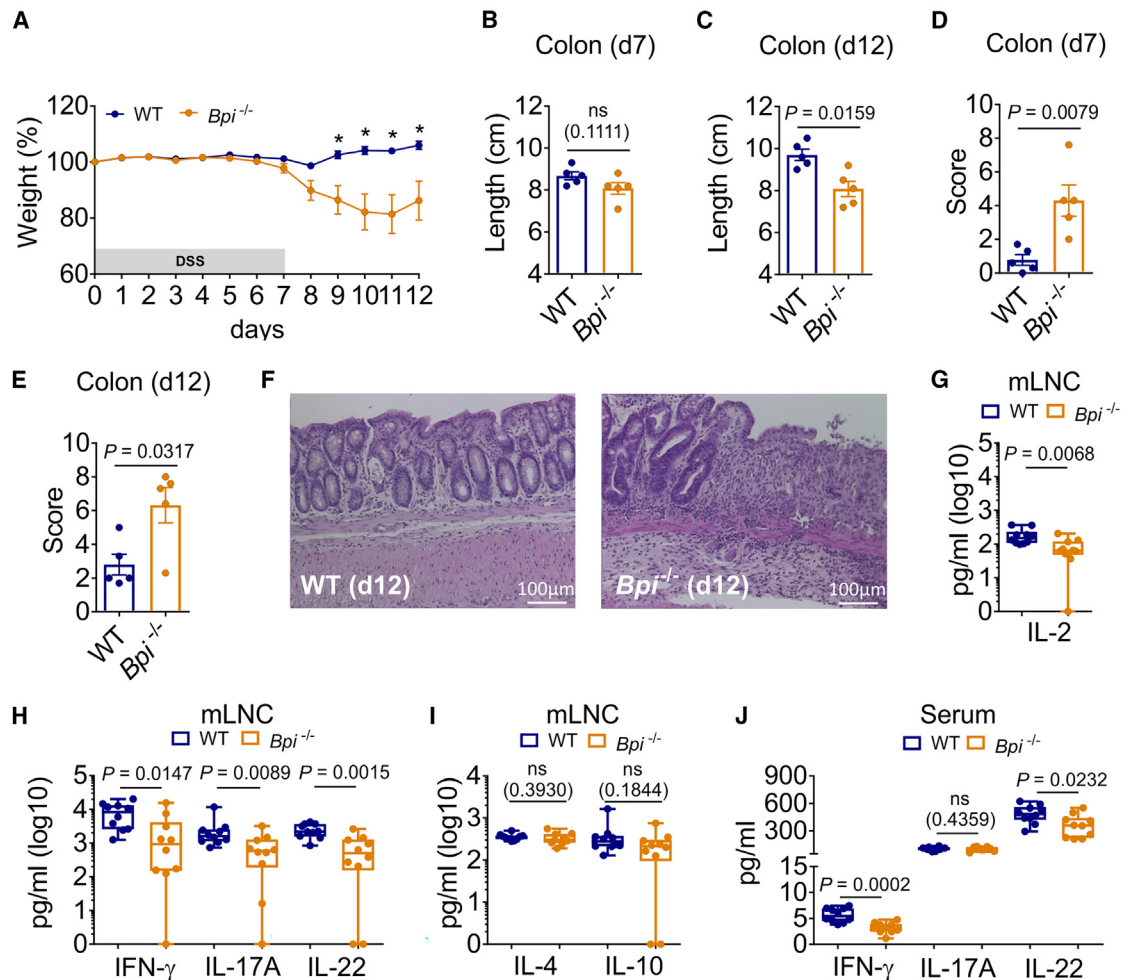 A
WT Bpi -/-
Weight (%)
120
100
80
60
* * * *
DSS
0 1 2 3 4 5 6 7 8 9 10 11 12
days
B
Colon (d7)
Length (cm)
12
10
8
6
4
ns
(0.1111)
WT
Bpi -/-
C
Colon (d12)
Length (cm)
12
10
8
6
4
P = 0.0159
WT
Bpi -/-
D
Colon (d7)
Score
10
8
6
4
2
0
P = 0.0079
WT
Bpi -/-
E
Colon (d12)
Score
10
8
6
4
2
0
P = 0.0317
WT
Bpi -/-
F
WT (d12)
100µm
Bpi -/- (d12)
100µm
G
mLNC
WT Bpi -/-
pg/ml (log10)
5
4
3
2
1
0
P = 0.0068
IL-2
H
mLNC
WT Bpi -/-
pg/ml (log10)
5
4
3
2
1
0
P = 0.0147 P = 0.0089 P = 0.0015
IFN-γ IL-17A IL-22
I
mLNC
WT Bpi -/-
pg/ml (log10)
4
3
2
1
0
ns ns
(0.3930) (0.1844)
IL-4 IL-10
J
Serum
WT Bpi -/-
pg/ml
900
600
300
15
10
5
0
P = 0.0002
ns
(0.4359)
P = 0.0232
IFN-γ IL-17A IL-22